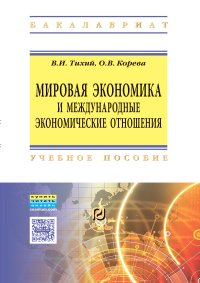 БАКАЛАВРИАТ
В.И. Тихий, О.В. Корева
МИРОВАЯ ЭКОНОМИКА
И МЕЖДУНАРОДНЫЕ
ЭКОНОМИЧЕСКИЕ ОТНОШЕНИЯ
УЧЕБНОЕ ПОСОБИЕ